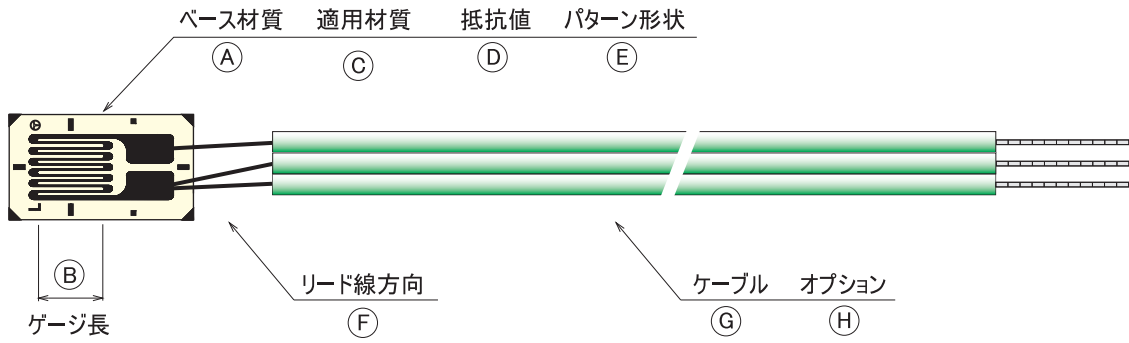 ベース材質 適用材質 抵抗値 パターン形状
Ⓐ Ⓒ Ⓓ Ⓔ
Ⓑ
ゲージ長
リード線方向
Ⓕ
ケーブル オプション
Ⓖ Ⓗ